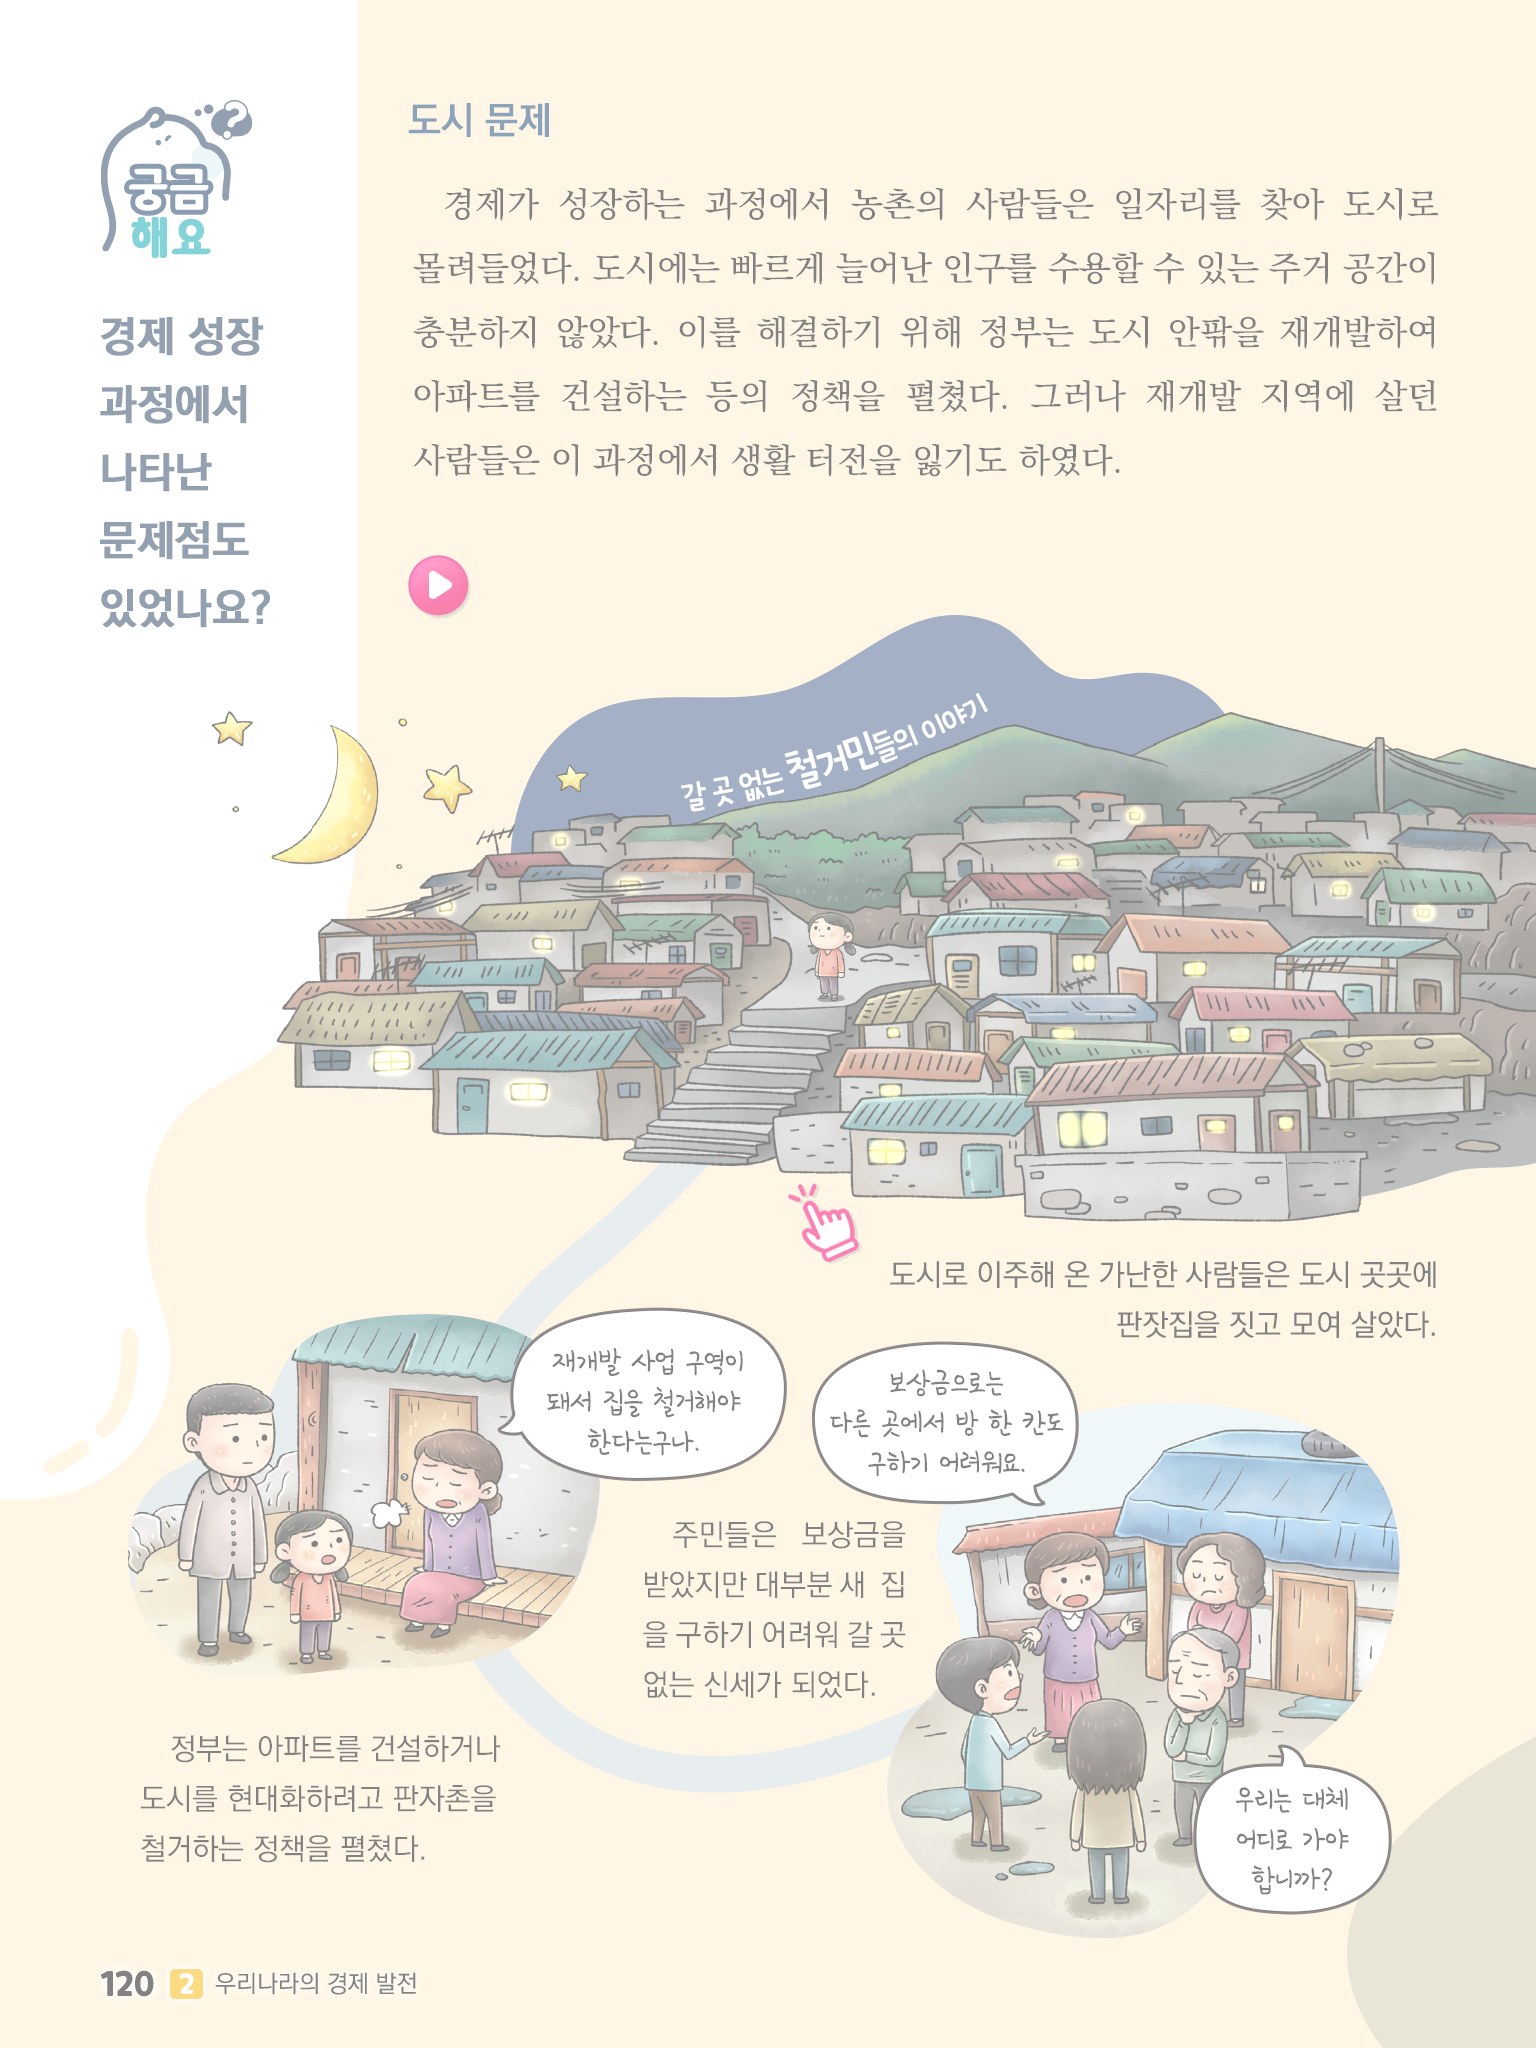 궁금
해요
경제 성장
과정에서
나타난
문제점도
있었나요?
도시 문제
경제가 성장하는 과정에서 농촌의 사람들은 일자리를 찾아 도시로
몰려들었다. 도시에는 빠르게 늘어난 인구를 수용할 수 있는 주거 공간이
충분하지 않았다. 이를 해결하기 위해 정부는 도시 안팎을 재개발하여
아파트를 건설하는 등의 정책을 펼쳤다. 그러나 재개발 지역에 살던
사람들은 이 과정에서 생활 터전을 잃기도 하였다.
갈 곳 없는 철거민들의 이야기
도시로 이주해 온 가난한 사람들은 도시 곳곳에
판잣집을 짓고 모여 살았다.
재개발 사업 구역이
돼서 집을 철거해야
한다는구나.
정부는 아파트를 건설하거나
도시를 현대화하려고 판자촌을
철거하는 정책을 펼쳤다.
보상금으로는
다른 곳에서 방 한 칸도
구하기 어려워요.
주민들은 보상금을
받았지만 대부분 새 집
을 구하기 어려워 갈 곳
없는 신세가 되었다.
우리는 대체
어디로 가야
합니까?
120 2 우리나라의 경제 발전